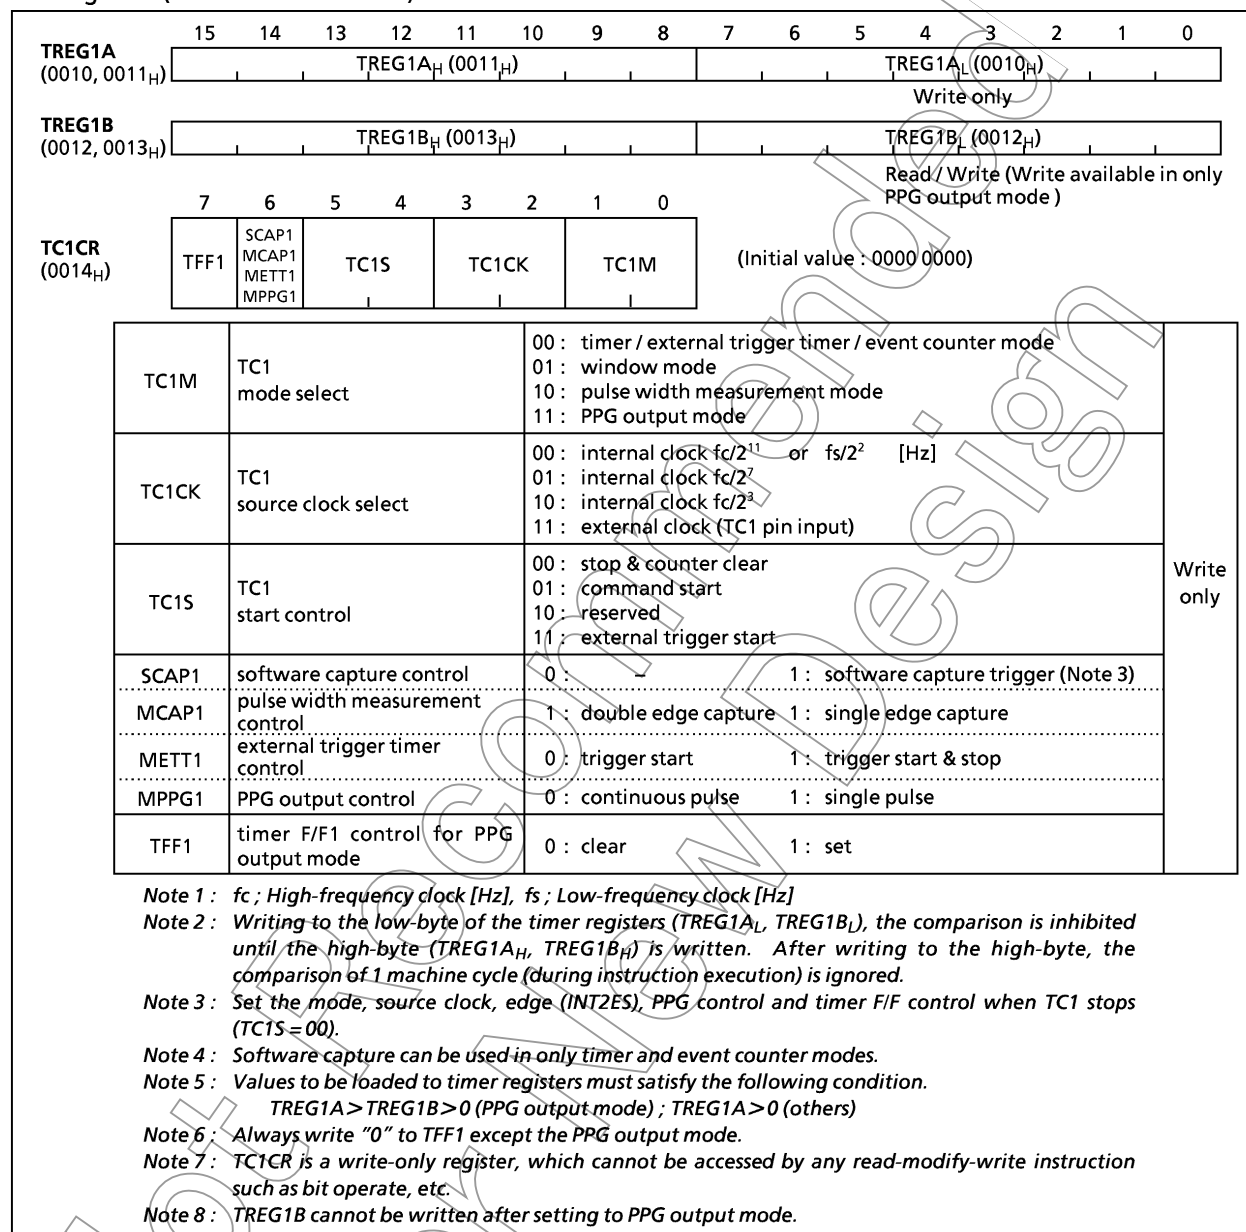 15 14 13 12 11 10 9 8 7 6 5 4 3 2 1 0
TREG1A
(0010, 0011H)
TREG1AH (0011H) TREG1AL (0010H)
Write only
TREG1B
(0012, 0013H)
TREG1BH (0013H) TREG1BL (0012H)
Read / Write (Write available in only
PPG output mode )
7 6 5 4 3 2 1 0
TC1CR
(0014H)
TFF1
SCAP1
MCAP1
METT1
MPPG1
TC1S TC1CK TC1M
(Initial value : 0000 0000)
TC1M
TC1
mode select
00 : timer / external trigger timer / event counter mode
01 : window mode
10 : pulse width measurement mode
11 : PPG output mode
TC1CK
TC1
source clock select
00 : internal clock fc/2¹¹ or fs/2² [Hz]
01 : internal clock fc/2⁷
10 : internal clock fc/2³
11 : external clock (TC1 pin input)
TC1S
TC1
start control
00 : stop & counter clear
01 : command start
10 : reserved
11 : external trigger start
Write
only
SCAP1 software capture control 0 : – 1 : software capture trigger (Note 3)
MCAP1
pulse width measurement
control
1 : double edge capture 1 : single edge capture
METT1
external trigger timer
control
0 : trigger start 1 : trigger start & stop
MPPG1 PPG output control 0 : continuous pulse 1 : single pulse
TFF1
timer F/F1 control for PPG
output mode
0 : clear 1 : set
Note 1 : fc ; High-frequency clock [Hz], fs ; Low-frequency clock [Hz]
Note 2 : Writing to the low-byte of the timer registers (TREG1AL, TREG1BL), the comparison is inhibited
until the high-byte (TREG1AH, TREG1BH) is written. After writing to the high-byte, the
comparison of 1 machine cycle (during instruction execution) is ignored.
Note 3 : Set the mode, source clock, edge (INT2ES), PPG control and timer F/F control when TC1 stops
(TC1S = 00).
Note 4 : Software capture can be used in only timer and event counter modes.
Note 5 : Values to be loaded to timer registers must satisfy the following condition.
TREG1A > TREG1B > 0 (PPG output mode) ; TREG1A > 0 (others)
Note 6 : Always write "0" to TFF1 except the PPG output mode.
Note 7 : TC1CR is a write-only register, which cannot be accessed by any read-modify-write instruction
such as bit operate, etc.
Note 8 : TREG1B cannot be written after setting to PPG output mode.